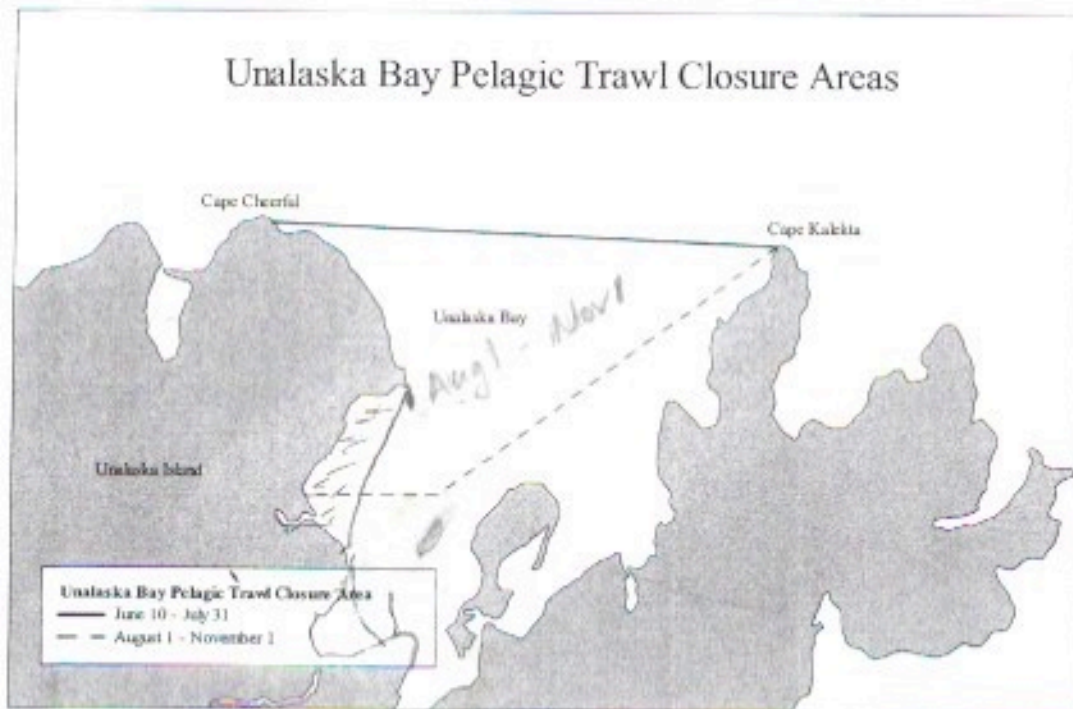 Unalaska Bay Pelagic Trawl Closure Areas
Cape Cheerful
Cape Kalekta
Unalaska Bay
Aug 1 - Nov 1
Unalaska Island
Unalaska Bay Pelagic Trawl Closure Area
June 10 - July 31
August 1 - November 1